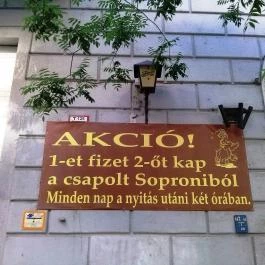 AKCIÓ!
1-et fizet 2-őt kap
a csapolt Soproniból
Minden nap a nyitás utáni két órában.